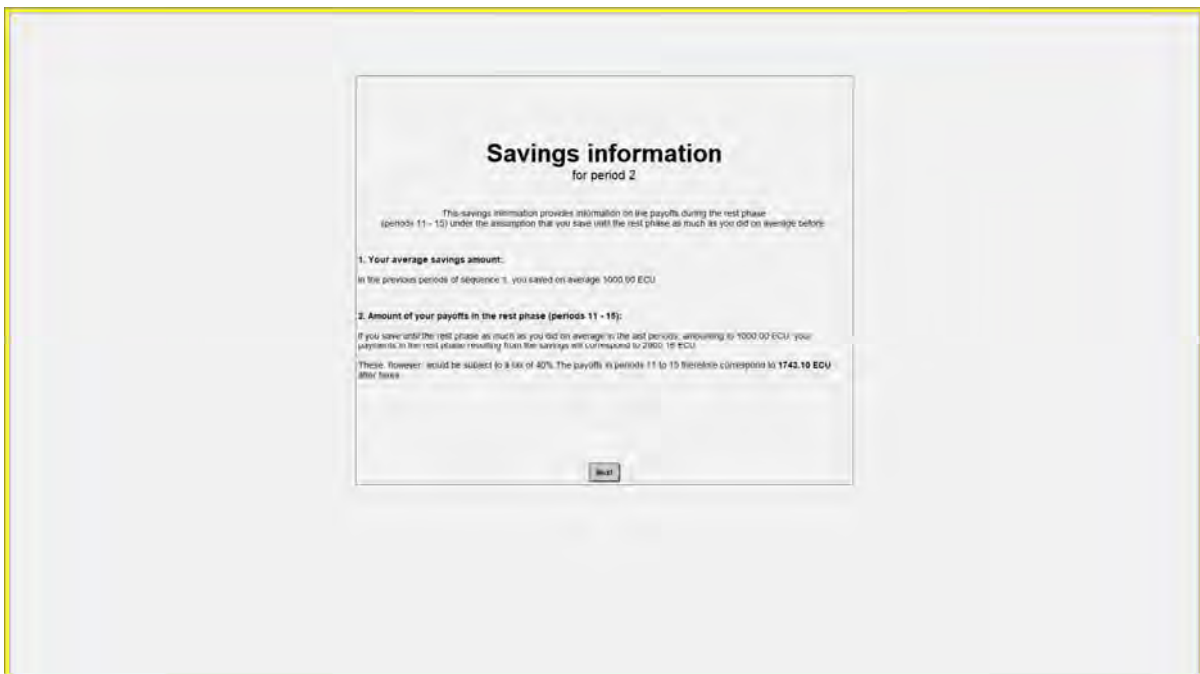 Savings information
for period 2
This savings information provides information on the payoffs during the rest phase
(periods 11 - 15) under the assumption that you save until the rest phase as much as you did on average before
1. Your average savings amount:
In the previous periods of sequence 1, you saved on average 1000.00 ECU
2. Amount of your payoffs in the rest phase (periods 11 - 15):
If you save until the rest phase as much as you did on average in the last periods, amounting to 1000.00 ECU, your
payments in the rest phase resulting from the savings will correspond to ECU
These, however, would be subject to a tax of 40%. The payoffs in periods 11 to 15 therefore correspond to 1743.10 ECU
after taxes
Next